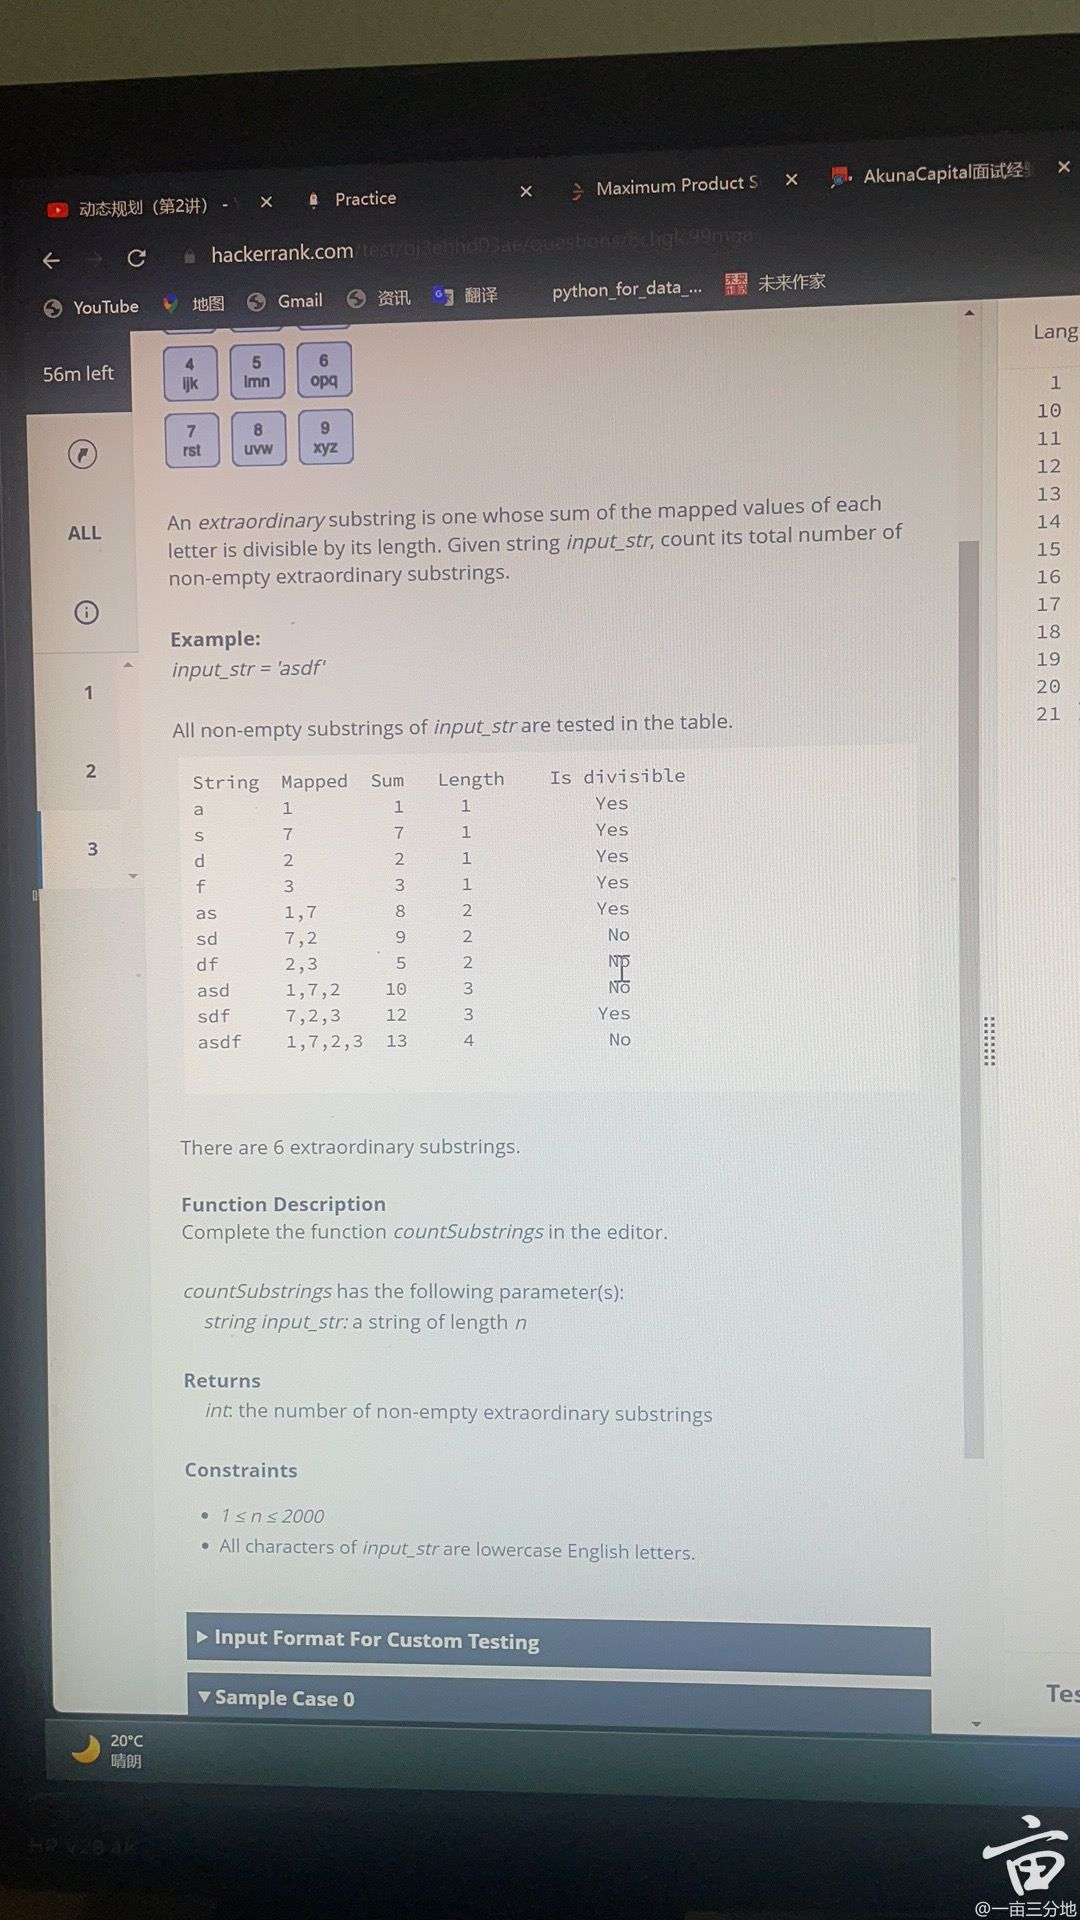 动态规划（第2讲） -
Practice
Maximum Product S
AkunaCapital面试经
hackerrank.com
YouTube
地图
Gmail
资讯
翻译
python_for_data_...
未来作家
56m left
Lang
4
ijk
5
lmn
6
opq
7
rst
8
uvw
9
xyz
ALL
1
2
3
An extraordinary substring is one whose sum of the mapped values of each
letter is divisible by its length. Given string input_str, count its total number of
non-empty extraordinary substrings.
Example:
input_str = 'asdf'
All non-empty substrings of input_str are tested in the table.
String Mapped Sum Length Is divisible
a 1 1 1 Yes
s 7 7 1 Yes
d 2 2 1 Yes
f 3 3 1 Yes
as 1,7 8 2 Yes
sd 7,2 9 2 No
df 2,3 5 2 No
asd 1,7,2 10 3 No
sdf 7,2,3 12 3 Yes
asdf 1,7,2,3 13 4 No
There are 6 extraordinary substrings.
Function Description
Complete the function countSubstrings in the editor.
countSubstrings has the following parameter(s):
string input_str: a string of length n
Returns
int: the number of non-empty extraordinary substrings
Constraints
• 1 ≤ n ≤ 2000
• All characters of input_str are lowercase English letters.
Input Format For Custom Testing
Sample Case 0
1
10
11
12
13
14
15
16
17
18
19
20
21
Tes
20°C
晴朗
亩
@一亩三分地